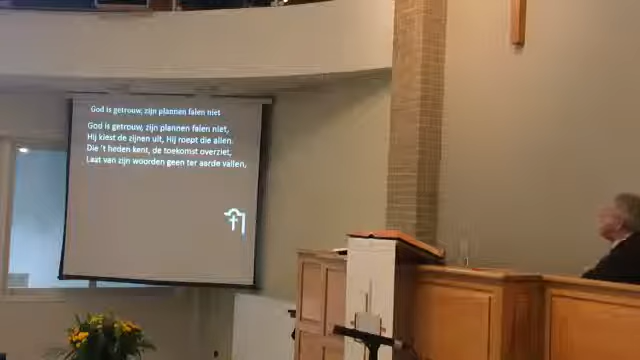 God is getrouw, zijn plannen falen niet
God is getrouw, zijn plannen falen niet,
Hij kiest de zijnen uit, Hij roept die allen.
Die 't heden kent, de toekomst overziet,
Laat van zijn woorden geen ter aarde vallen,